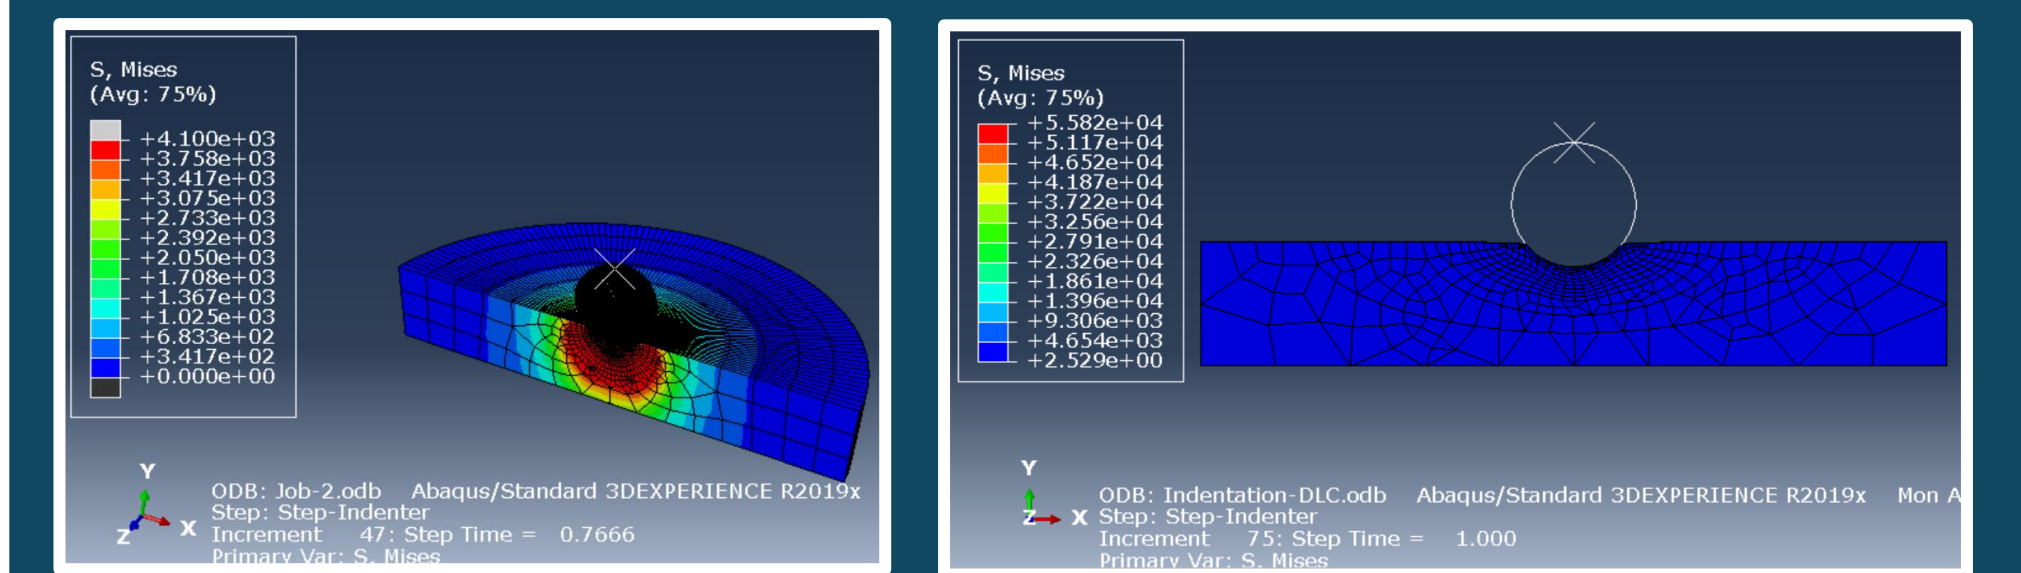 S, Mises
(Avg: 75%)
+4.100e+03
+3.758e+03
+3.417e+03
+3.075e+03
+2.733e+03
+2.392e+03
+2.050e+03
+1.708e+03
+1.367e+03
+1.025e+03
+6.833e+02
+3.417e+02
+0.000e+00
Y
Z
X
ODB: Job-2.odb Abaqus/Standard 3DEXPERIENCE R2019x
Step: Step-Indenter
Increment 47: Step Time = 0.7666
Primary Var: S, Mises
S, Mises
(Avg: 75%)
+5.582e+04
+5.117e+04
+4.652e+04
+4.187e+04
+3.722e+04
+3.256e+04
+2.791e+04
+2.326e+04
+1.861e+04
+1.396e+04
+9.306e+03
+4.654e+03
+2.529e+00
Y
Z
X
ODB: Indentation-DLC.odb Abaqus/Standard 3DEXPERIENCE R2019x Mon A
Step: Step-Indenter
Increment 75: Step Time = 1.000
Primary Var: S, Mises